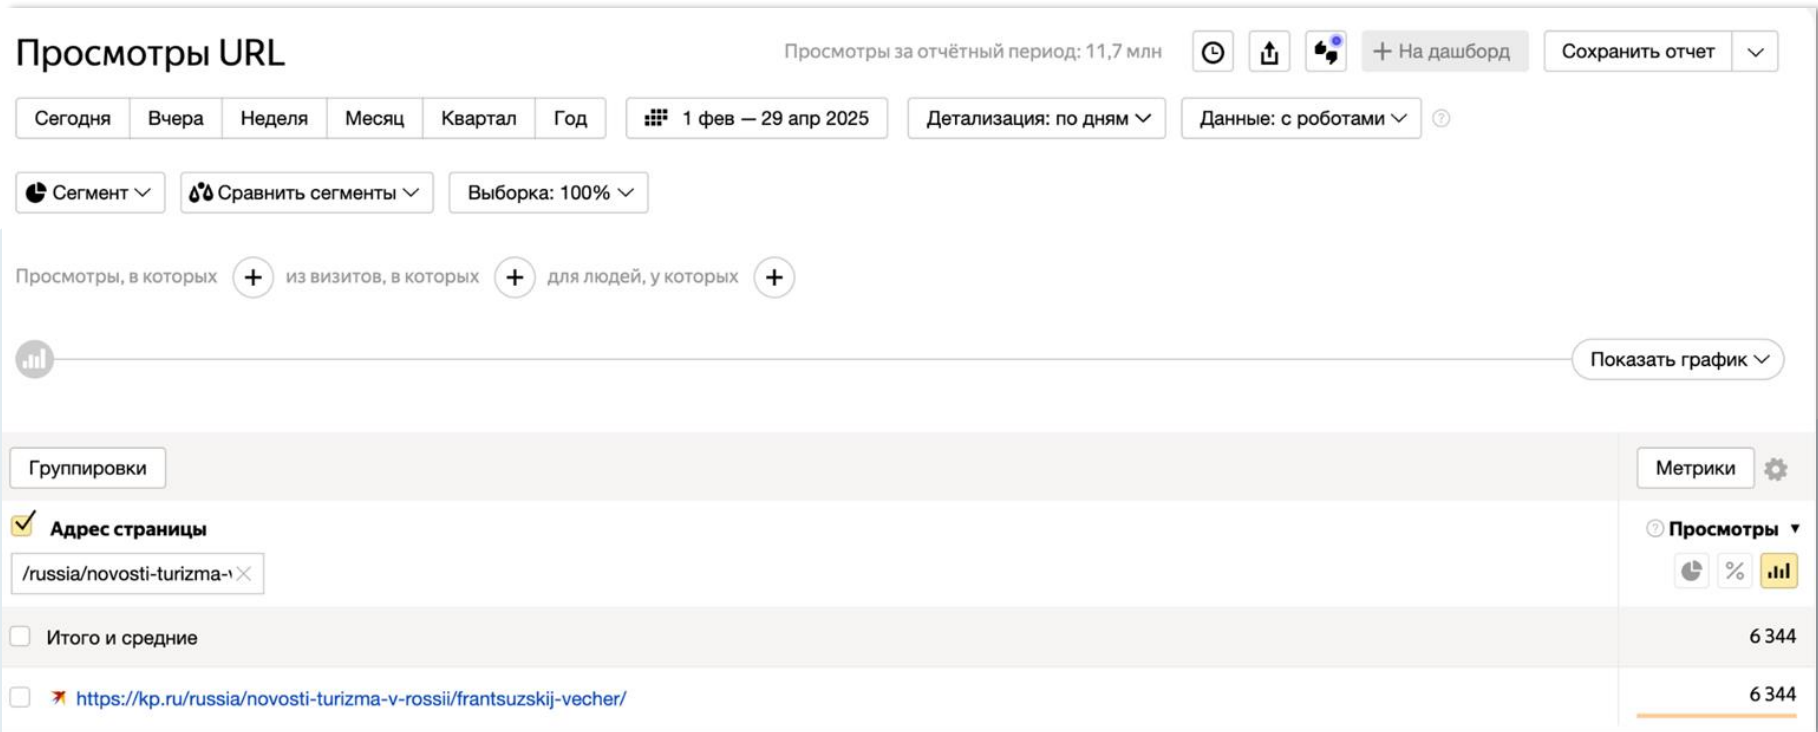 Просмотры URL
Просмотры за отчётный период: 11,7 млн
+ На дашборд
Сохранить отчет
Сегодня Вчера Неделя Месяц Квартал Год
1 фев — 29 апр 2025
Детализация: по дням
Данные: с роботами
?
Сегмент
Сравнить сегменты
Выборка: 100%
Просмотры, в которых + из визитов, в которых + для людей, у которых +
Показать график
Группировки
Метрики
Адрес страницы
? Просмотры ▼
/russia/novosti-turizma-
%
Итого и средние 6 344
https://kp.ru/russia/novosti-turizma-v-rossii/frantsuzskij-vecher/ 6 344